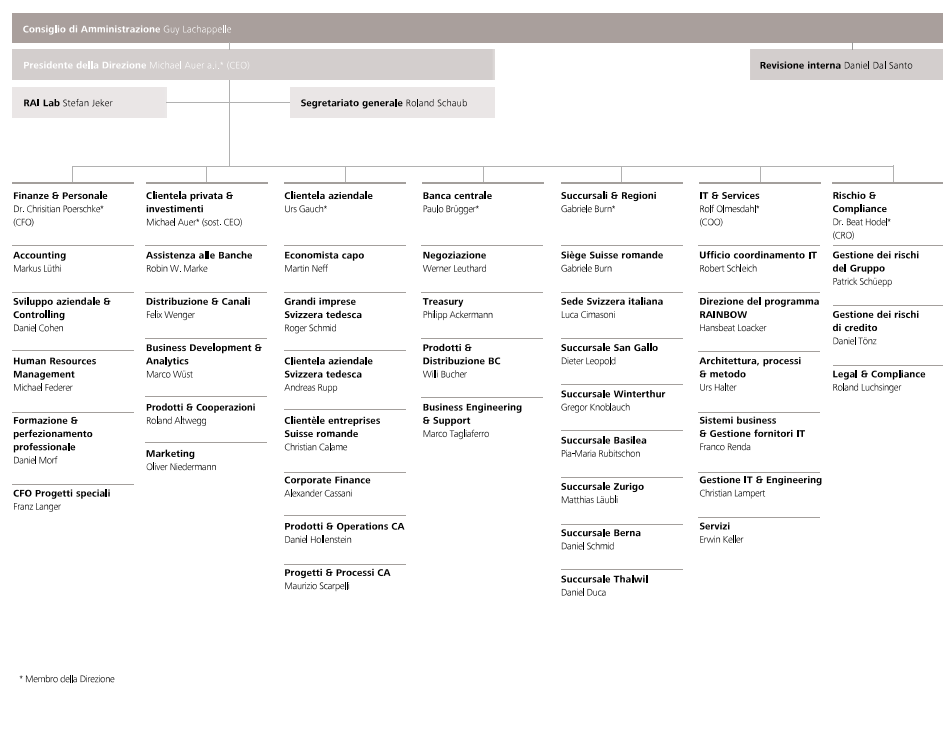 Consiglio di Amministrazione Guy Lachappelle
Presidente della Direzione Michael Auer a.i.* (CEO)
Revisione interna Daniel Dal Santo
RAI Lab Stefan Jeker
Segretariato generale Roland Schaub
Finanze & Personale
Dr. Christian Poerschke*
(CFO)
Accounting
Markus Lüthi
Sviluppo aziendale &
Controlling
Daniel Cohen
Human Resources
Management
Michael Federer
Formazione &
perfezionamento
professionale
Daniel Morf
CFO Progetti speciali
Franz Langer
Clientela privata &
investimenti
Michael Auer* (sost. CEO)
Assistenza alle Banche
Robin W. Marke
Distribuzione & Canali
Felix Wenger
Business Development &
Analytics
Marco Wüst
Prodotti & Cooperazioni
Roland Altwegg
Marketing
Oliver Niedermann
Clientela aziendale
Urs Gauch*
Economista capo
Martin Neff
Grandi imprese
Svizzera tedesca
Roger Schmid
Clientela aziendale
Svizzera tedesca
Andreas Rupp
Clientèle entreprises
Suisse romande
Christian Calame
Corporate Finance
Alexander Cassani
Prodotti & Operations CA
Daniel Hollenstein
Progetti & Processi CA
Maurizio Scarpelli
Banca centrale
Paulo Brügger*
Negoziazione
Werner Leuthard
Treasury
Philipp Ackermann
Prodotti &
Distribuzione BC
Willi Bucher
Business Engineering
& Support
Marco Tagliaferro
Succursali & Regioni
Gabriele Burn*
Siège Suisse romande
Gabriele Burn
Sede Svizzera italiana
Luca Cimasoni
Succursale San Gallo
Dieter Leopold
Succursale Winterthur
Gregor Knoblauch
Succursale Basilea
Pia-Maria Rubitschon
Succursale Zurigo
Matthias Läubli
Succursale Berna
Daniel Schmid
Succursale Thalwil
Daniel Duca
IT & Services
Rolf Olmesdahl*
(COO)
Ufficio coordinamento IT
Robert Schleich
Direzione del programma
RAINBOW
Hansbeat Loacker
Architettura, processi
& metodo
Urs Halter
Sistemi business
& Gestione fornitori IT
Franco Renda
Gestione IT & Engineering
Christian Lampert
Servizi
Erwin Keller
Rischio &
Compliance
Dr. Beat Hodel*
(CRO)
Gestione dei rischi
del Gruppo
Patrick Schüepp
Gestione dei rischi
di credito
Daniel Tönz
Legal & Compliance
Roland Luchsinger
* Membro della Direzione